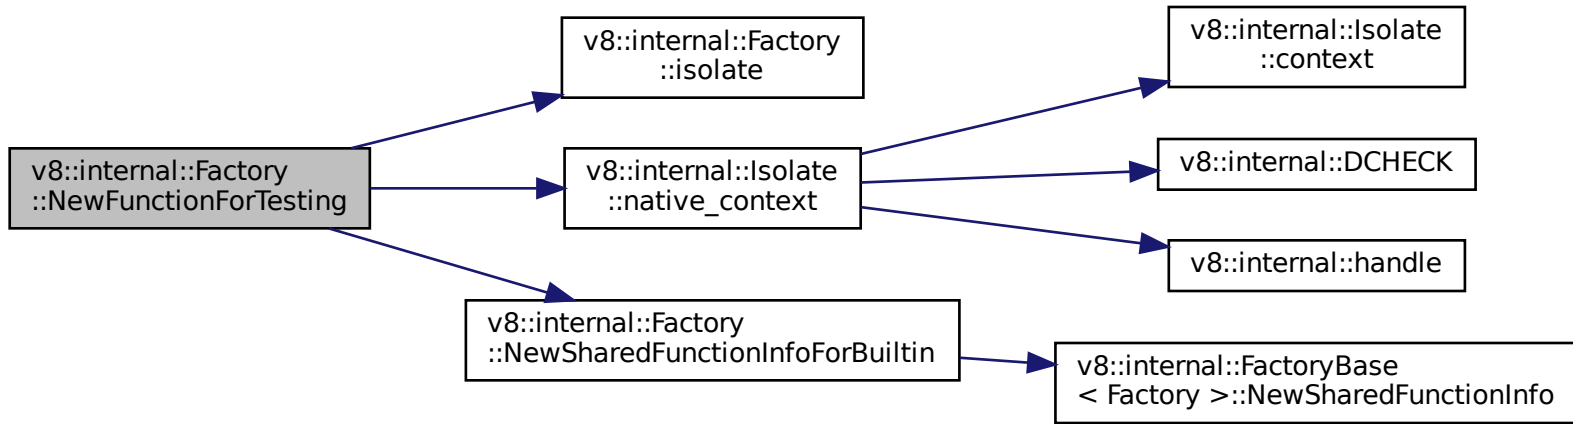 v8::internal::Factory
::NewFunctionForTesting
v8::internal::Factory
::isolate
v8::internal::Isolate
::native_context
v8::internal::Isolate
::context
v8::internal::DCHECK
v8::internal::handle
v8::internal::Factory
::NewSharedFunctionInfoForBuiltin
v8::internal::FactoryBase
< Factory >::NewSharedFunctionInfo